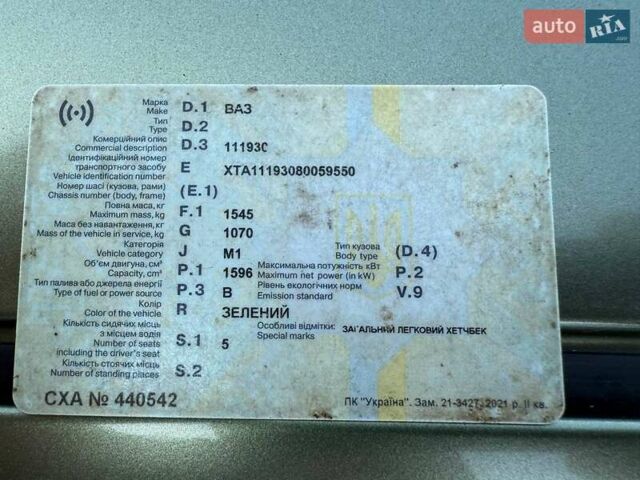 auto RIA.com
Марка D.1 ВАЗ
Make
Тип D.2
Type
Комерційний опис D.3 11193
Commercial description
Ідентифікаційний номер
транспортного засобу E XTA11193080059550
Vehicle identification number
Номер шасі (кузова, рами) (E.1)
Chassis number (body, frame)
Повна маса, кг F.1 1545
Maximum mass, kg
Маса без навантаження, кг G 1070
Mass of the vehicle in service, kg
Категорія J M1 Тип кузова (D.4)
Vehicle category Body type
Об'єм двигуна, см³ P.1 1596 Максимальна потужність кВт P.2
Capacity, cm³ Maximum net power (in kW)
Тип палива або джерела енергії P.3 B Рівень екологічних норм V.9
Type of fuel or power source Emission standard
Колір R ЗЕЛЕНИЙ
Color of the vehicle
Кількість сидячих місць Особливі відмітки: ЗАГАЛЬНИЙ ЛЕГКОВИЙ ХЕТЧБЕК
з місцем водія S.1 5 Special marks
Number of seats
including the driver's seat
Кількість стоячих місць S.2
Number of standing places
СХА № 440542 ПК "Україна". Зам. 21-3427. 2021 р. II кв.